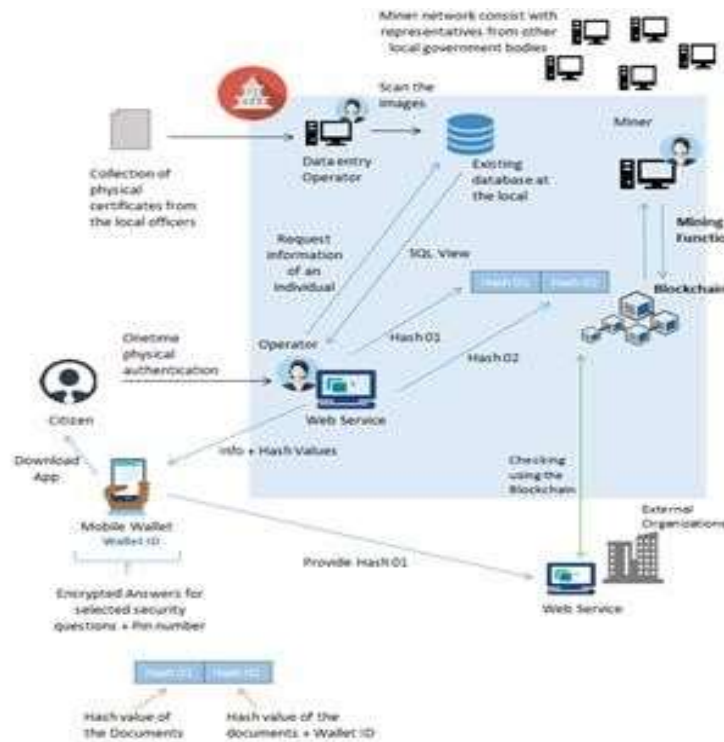 Miner network consist with
representatives from other
local government bodies
Scan the
images
Miner
Data entry
Operator
Existing
database at
the local
Collection of
physical
certificates from
the local officers
Mining
Function
Request
information
of an
individual
SQL View
Blockchain
Hash 01 Hash 02
Onetime
physical
authentication
Operator
Hash 01
Hash 02
Web Service
Citizen
Info + Hash Values
Download
App
Checking
using the
Blockchain
External
Organizations
Mobile Wallet
Wallet ID
Provide Hash 01
Web Service
Encrypted Answers for
selected security
questions + Pin number
Hash 01 Hash 02
Hash value of
the Documents
Hash value of the
documents + Wallet ID